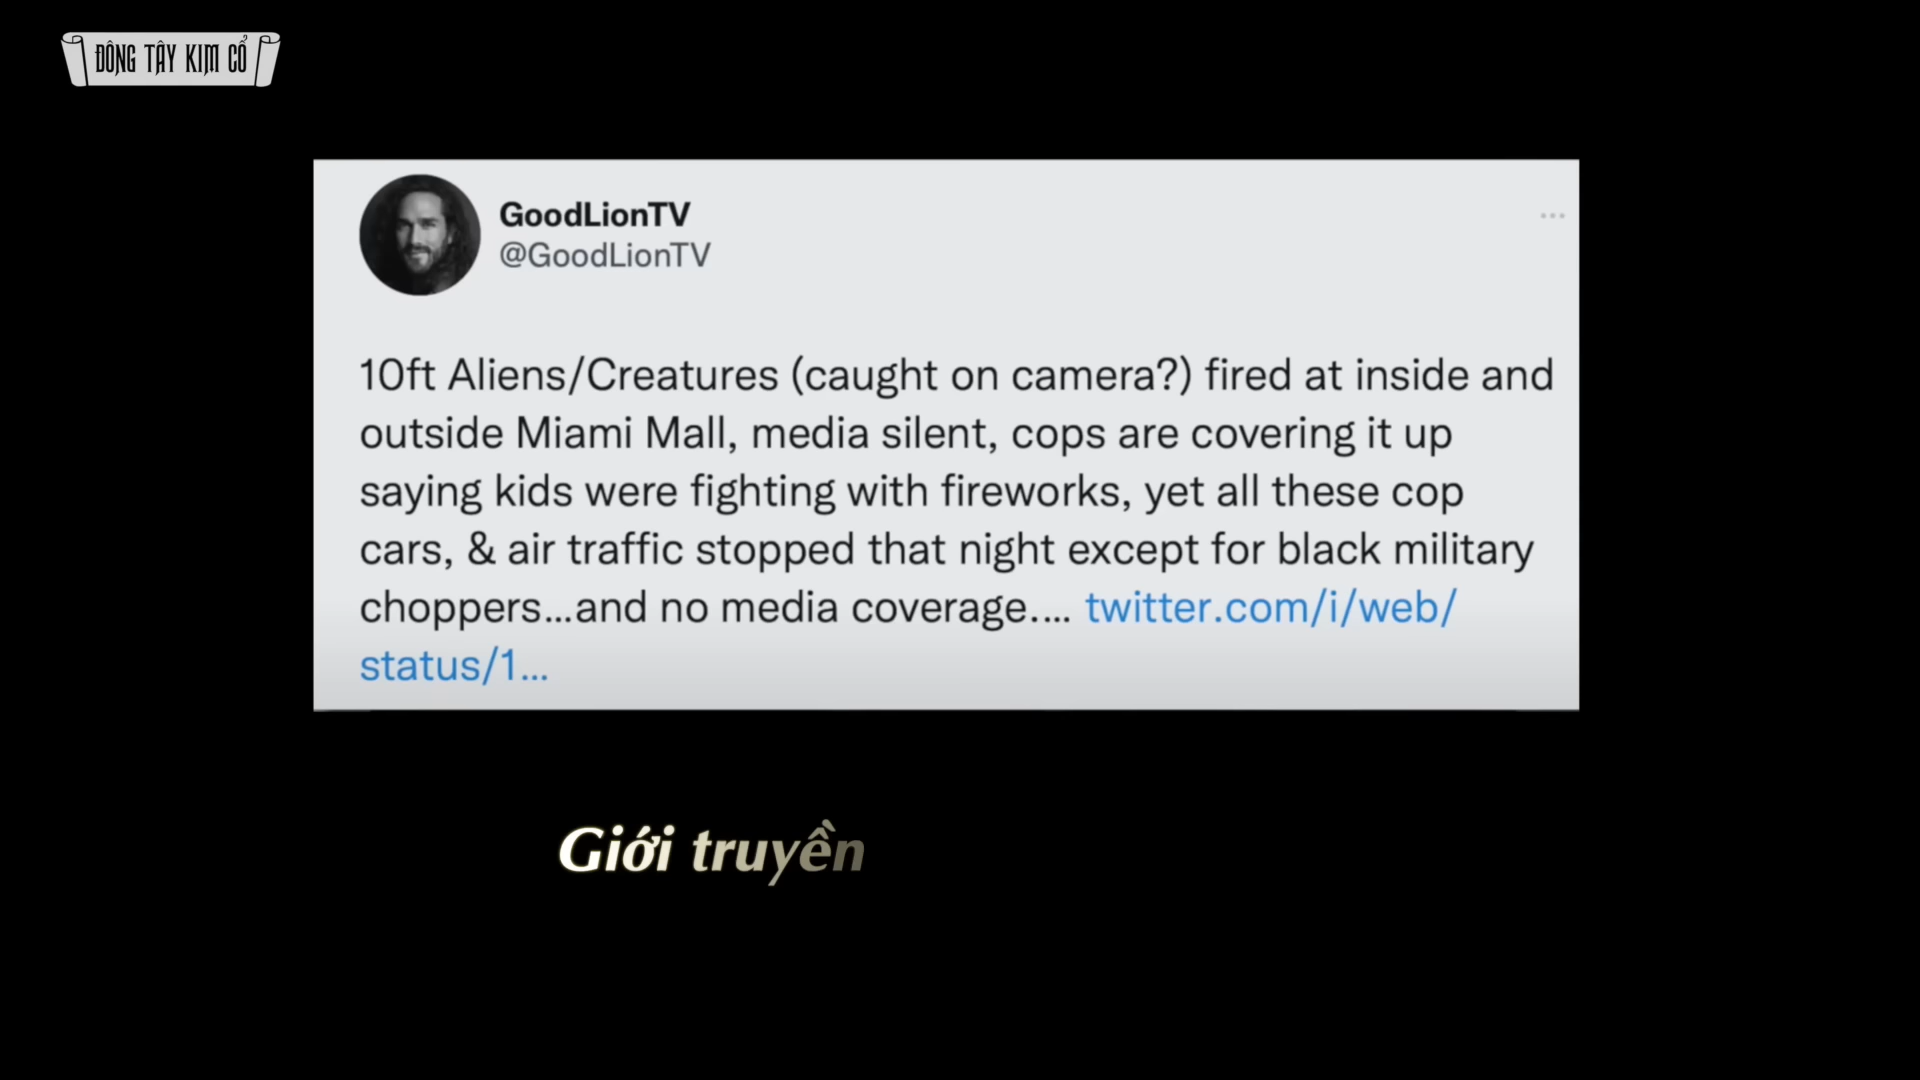 ĐÔNG TÂY KIM CỔ
GoodLionTV
@GoodLionTV
10ft Aliens/Creatures (caught on camera?) fired at inside and
outside Miami Mall, media silent, cops are covering it up
saying kids were fighting with fireworks, yet all these cop
cars, & air traffic stopped that night except for black military
choppers...and no media coverage.... twitter.com/i/web/
status/1...
Giới truyền